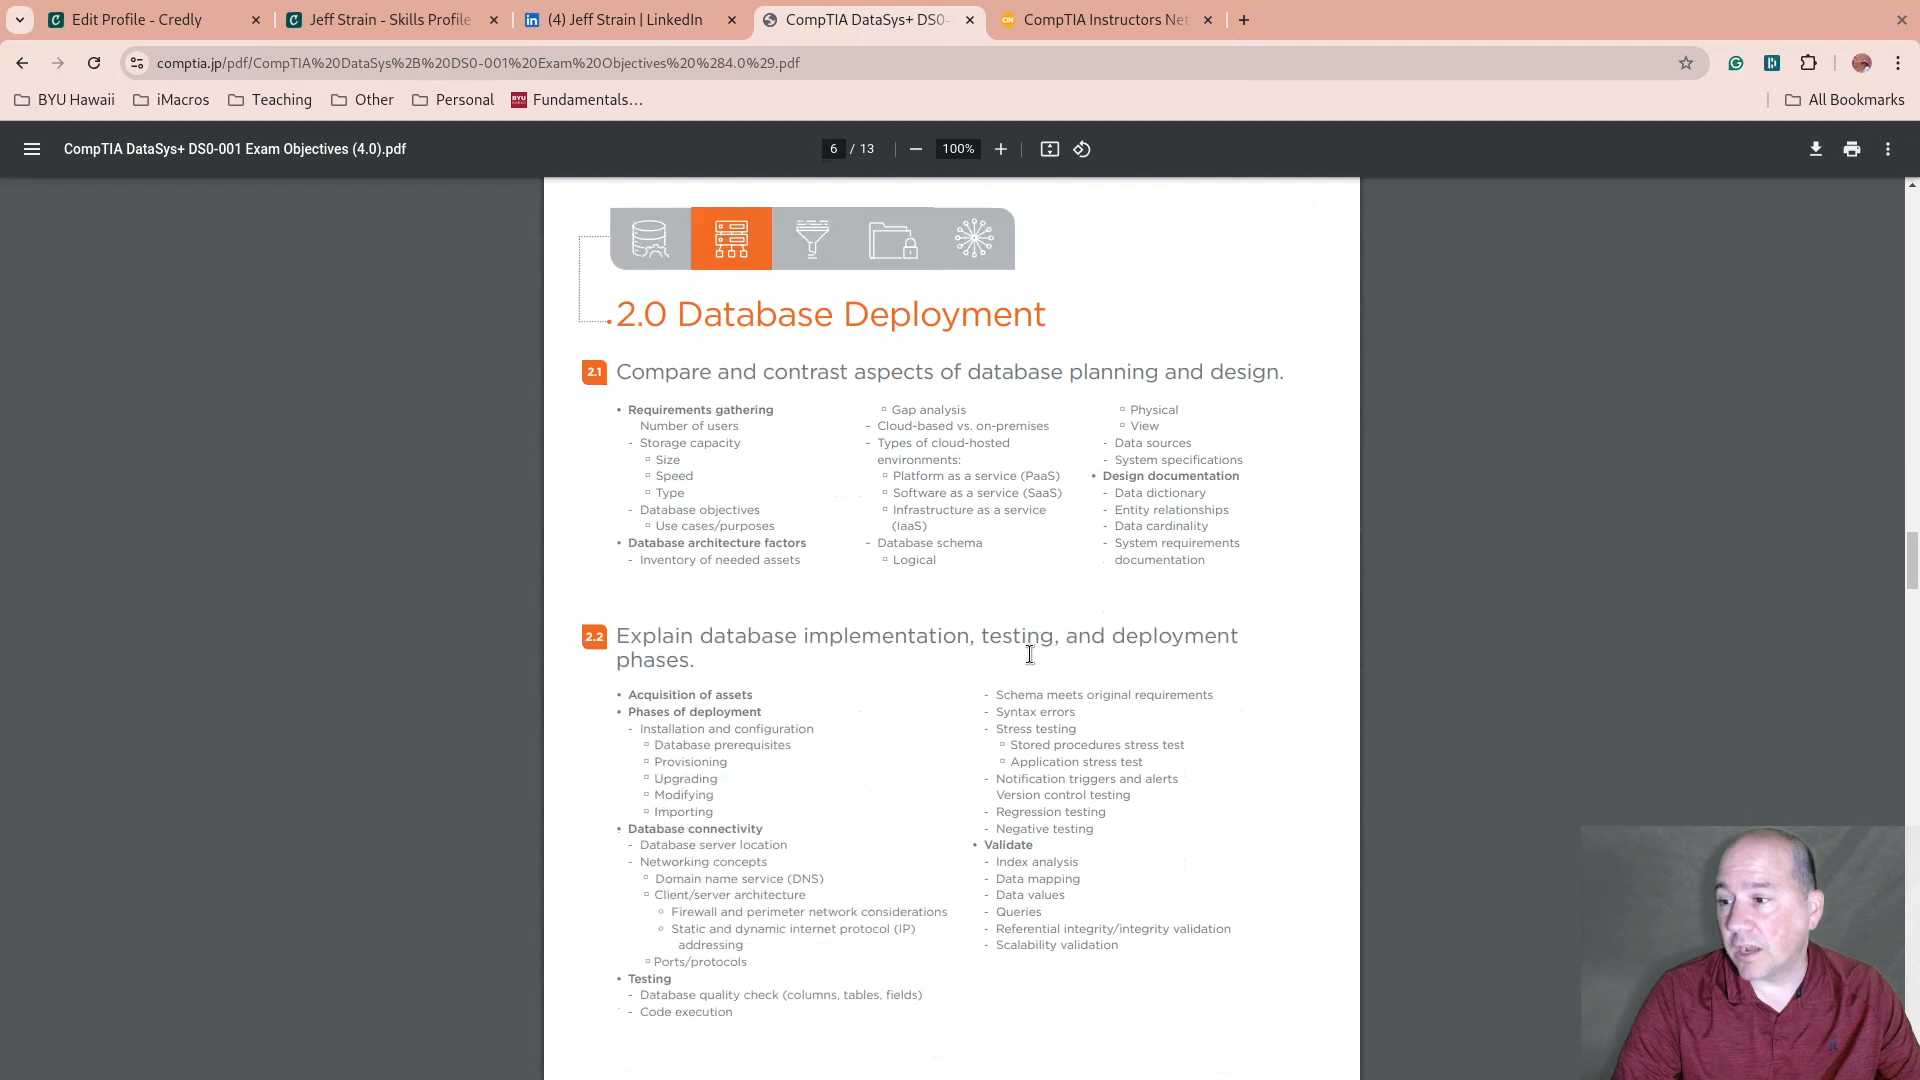 Edit Profile - Credly
Jeff Strain - Skills Profile
(4) Jeff Strain | LinkedIn
CompTIA DataSys+ DS0-
CompTIA Instructors Net
comptia.jp/pdf/CompTIA%20DataSys%2B%20DS0-001%20Exam%20Objectives%20%284.0%29.pdf
BYU Hawaii
iMacros
Teaching
Other
Personal
Fundamentals...
All Bookmarks
CompTIA DataSys+ DS0-001 Exam Objectives (4.0).pdf
6 / 13
100%
2.0 Database Deployment
2.1 Compare and contrast aspects of database planning and design.
• Requirements gathering
Number of users
- Storage capacity
▫ Size
▫ Speed
▫ Type
- Database objectives
▫ Use cases/purposes
• Database architecture factors
- Inventory of needed assets
▫ Gap analysis
- Cloud-based vs. on-premises
- Types of cloud-hosted
environments:
▫ Platform as a service (PaaS)
▫ Software as a service (SaaS)
▫ Infrastructure as a service
(IaaS)
- Database schema
▫ Logical
▫ Physical
▫ View
- Data sources
- System specifications
• Design documentation
- Data dictionary
- Entity relationships
- Data cardinality
- System requirements
documentation
2.2 Explain database implementation, testing, and deployment
phases.
• Acquisition of assets
• Phases of deployment
- Installation and configuration
▫ Database prerequisites
▫ Provisioning
▫ Upgrading
▫ Modifying
▫ Importing
• Database connectivity
- Database server location
- Networking concepts
▫ Domain name service (DNS)
▫ Client/server architecture
◦ Firewall and perimeter network considerations
◦ Static and dynamic internet protocol (IP)
addressing
▫ Ports/protocols
• Testing
- Database quality check (columns, tables, fields)
- Code execution
- Schema meets original requirements
- Syntax errors
- Stress testing
▫ Stored procedures stress test
▫ Application stress test
- Notification triggers and alerts
Version control testing
- Regression testing
- Negative testing
• Validate
- Index analysis
- Data mapping
- Data values
- Queries
- Referential integrity/integrity validation
- Scalability validation